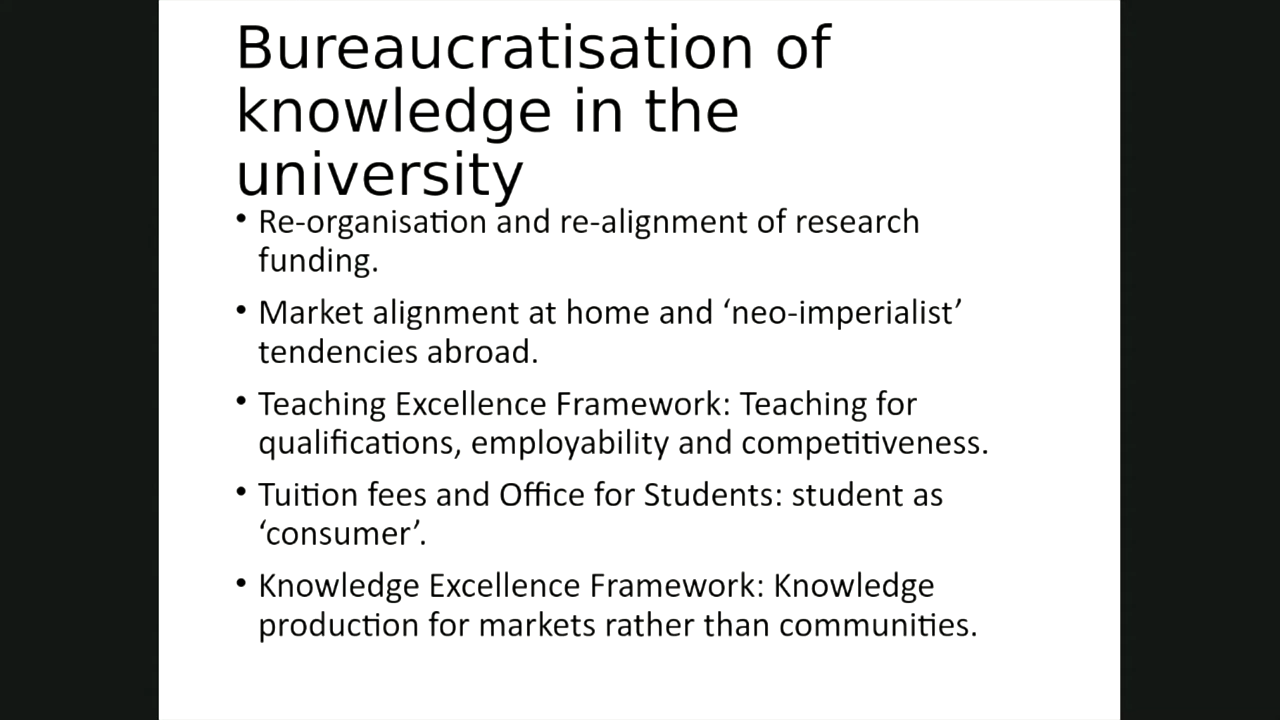 Bureaucratisation of
knowledge in the
university
• Re-organisation and re-alignment of research
funding.
• Market alignment at home and ‘neo-imperialist’
tendencies abroad.
• Teaching Excellence Framework: Teaching for
qualifications, employability and competitiveness.
• Tuition fees and Office for Students: student as
‘consumer’.
• Knowledge Excellence Framework: Knowledge
production for markets rather than communities.